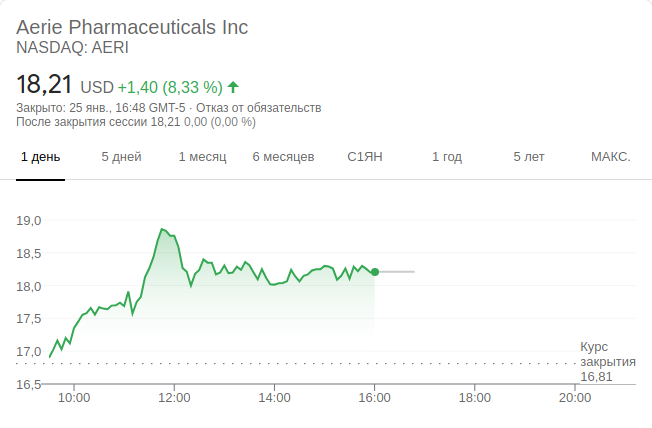 Aerie Pharmaceuticals Inc
NASDAQ: AERI
18,21 USD +1,40 (8,33 %)
Закрыто: 25 янв., 16:48 GMT-5 · Отказ от обязательств
После закрытия сессии 18,21 0,00 (0,00 %)
1 день 5 дней 1 месяц 6 месяцев С1ЯН 1 год 5 лет МАКС.
19,0
18,5
18,0
17,5
17,0
16,5
Курс
закрытия
16,81
10:00 12:00 14:00 16:00 18:00 20:00